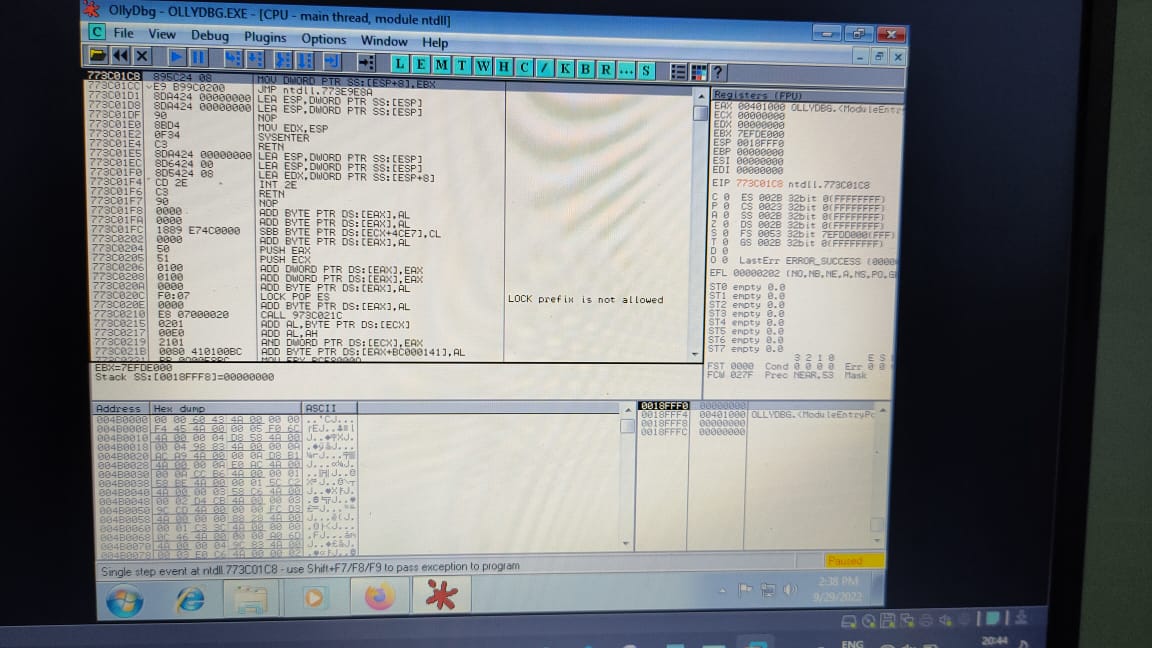 OllyDbg - OLLYDBG.EXE - [CPU - main thread, module ntdll]
C File View Debug Plugins Options Window Help
L E M T W H C / K B R ... S ?
773C01C8 895C24 08 MOV DWORD PTR SS:[ESP+8],EBX
773C01CC E9 B99C0200 JMP ntdll.773E9E8A
773C01D1 8DA424 00000000 LEA ESP,DWORD PTR SS:[ESP]
773C01D8 8DA424 00000000 LEA ESP,DWORD PTR SS:[ESP]
773C01DF 90 NOP
773C01E0 8BD4 MOV EDX,ESP
773C01E2 0F34 SYSENTER
773C01E4 C3 RETN
773C01E5 8DA424 00000000 LEA ESP,DWORD PTR SS:[ESP]
773C01EC 8D6424 00 LEA ESP,DWORD PTR SS:[ESP]
773C01F0 8D5424 08 LEA EDX,DWORD PTR SS:[ESP+8]
773C01F4 CD 2E INT 2E
773C01F6 C3 RETN
773C01F7 90 NOP
773C01F8 0000 ADD BYTE PTR DS:[EAX],AL
773C01FA 0000 ADD BYTE PTR DS:[EAX],AL
773C01FC 1889 E74C0000 SBB BYTE PTR DS:[ECX+4CE7],CL
773C0202 0000 ADD BYTE PTR DS:[EAX],AL
773C0204 50 PUSH EAX
773C0205 51 PUSH ECX
773C0206 0100 ADD DWORD PTR DS:[EAX],EAX
773C0208 0100 ADD DWORD PTR DS:[EAX],EAX
773C020A 0000 ADD BYTE PTR DS:[EAX],AL
773C020C F0:07 LOCK POP ES LOCK prefix is not allowed
773C020E 0000 ADD BYTE PTR DS:[EAX],AL
773C0210 E8 07000020 CALL 973C021C
773C0215 0201 ADD AL,BYTE PTR DS:[ECX]
773C0217 00E0 ADD AL,AH
773C0219 2101 AND DWORD PTR DS:[ECX],EAX
773C021B 0080 410100BC ADD BYTE PTR DS:[EAX+BC000141],AL
EBX=7EFDE000
Stack SS:[0018FFF8]=00000000
Registers (FPU)
EAX 00401000 OLLYDBG.<ModuleEntry
ECX 00000000
EDX 00000000
EBX 7EFDE000
ESP 0018FFF0
EBP 00000000
ESI 00000000
EDI 00000000
EIP 773C01C8 ntdll.773C01C8
C 0 ES 002B 32bit 0(FFFFFFFF)
P 0 CS 0023 32bit 0(FFFFFFFF)
A 0 SS 002B 32bit 0(FFFFFFFF)
Z 0 DS 002B 32bit 0(FFFFFFFF)
S 0 FS 0053 32bit 7EFDD000(FFF)
T 0 GS 002B 32bit 0(FFFFFFFF)
D 0
O 0 LastErr ERROR_SUCCESS (0000
EFL 00000202 (NO,NB,NE,A,NS,PO,G
ST0 empty 0.0
ST1 empty 0.0
ST2 empty 0.0
ST3 empty 0.0
ST4 empty 0.0
ST5 empty 0.0
ST6 empty 0.0
ST7 empty 0.0
3 2 1 0 E S
FST 0000 Cond 0 0 0 0 Err 0 0
FCW 027F Prec NEAR,53 Mask
Address Hex dump ASCII
004B0000
004B0008
004B0010
004B0018
004B0020
004B0028
004B0030
004B0038
004B0040
004B0048
004B0050
004B0058
004B0060
004B0068
004B0070
004B0078
0018FFF0 00000000
0018FFF4 00401000 OLLYDBG.<ModuleEntryPo
0018FFF8 00000000
0018FFFC 00000000
Single step event at ntdll.773C01C8 - use Shift+F7/F8/F9 to pass exception to program
Paused
2:38 PM
9/29/2022
ENG
20:44